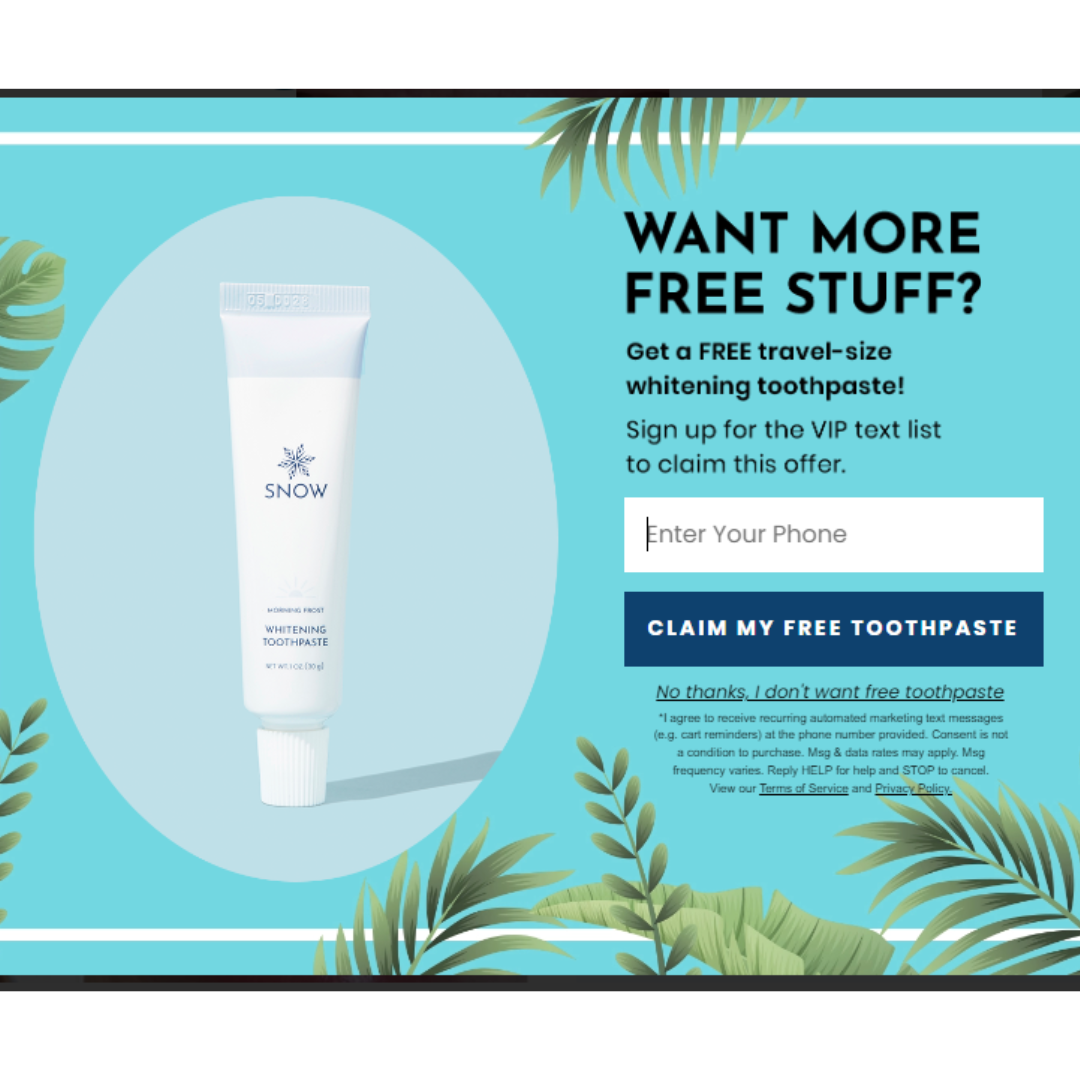 WANT MORE
FREE STUFF?
Get a FREE travel-size
whitening toothpaste!
Sign up for the VIP text list
to claim this offer.
Enter Your Phone
CLAIM MY FREE TOOTHPASTE
No thanks, I don't want free toothpaste
*I agree to receive recurring automated marketing text messages
(e.g. cart reminders) at the phone number provided. Consent is not
a condition to purchase. Msg & data rates may apply. Msg
frequency varies. Reply HELP for help and STOP to cancel.
View our Terms of Service and Privacy Policy.
SNOW
MORNING FROST
WHITENING
TOOTHPASTE
NET WT. 1 OZ. (30 g)